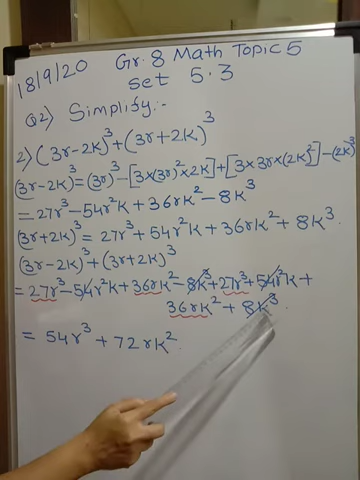 18/9/20 Gr. 8 Math Topic 5
set 5.3
Q2) Simplify:-
2) (3r-2k)³+(3r+2k)³
(3r-2k)³=(3r)³-[3×(3r)²×2k]+[3×3r×(2k)²]-(2k)³
=27r³-54r²k+36rk²-8k³
(3r+2k)³=27r³+54r²k+36rk²+8k³.
(3r-2k)³+(3r+2k)³
=27r³-54r²k+36rk²-8k³+27r³+54r²k+
36rk²+8k³.
=54r³+72rk².